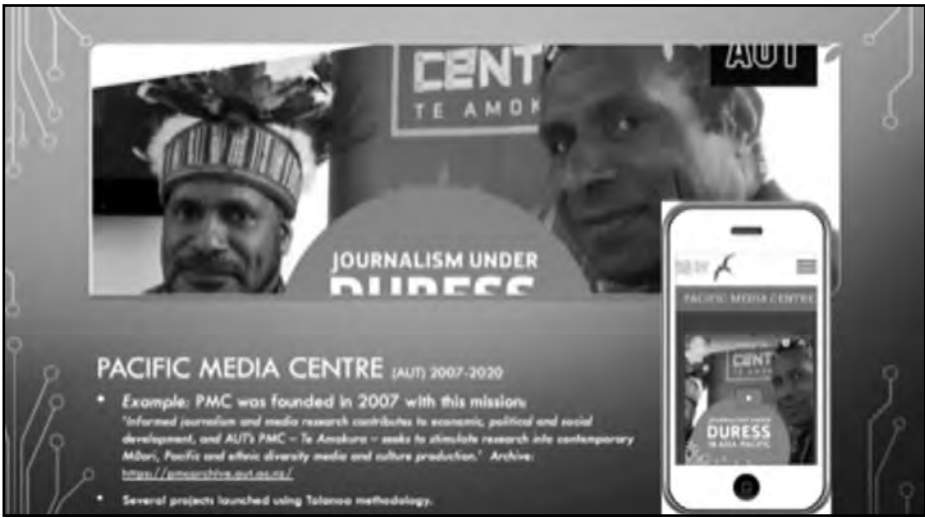 AUT
CENT
TE AMOK
JOURNALISM UNDER
DURESS
PACIFIC MEDIA CENTRE
CENT
TE AMOK
DURESS
IN ASIA PACIFIC
PACIFIC MEDIA CENTRE (AUT) 2007-2020
• Example: PMC was founded in 2007 with this mission:
"Informed journalism and media research contributes to economic, political and social
development, and AUT's PMC – Te Amokura – seeks to stimulate research into contemporary
Māori, Pacific and ethnic diversity media and culture production." Archive:
https://pmcarchive.aut.ac.nz/
• Several projects launched using Talanoa methodology.